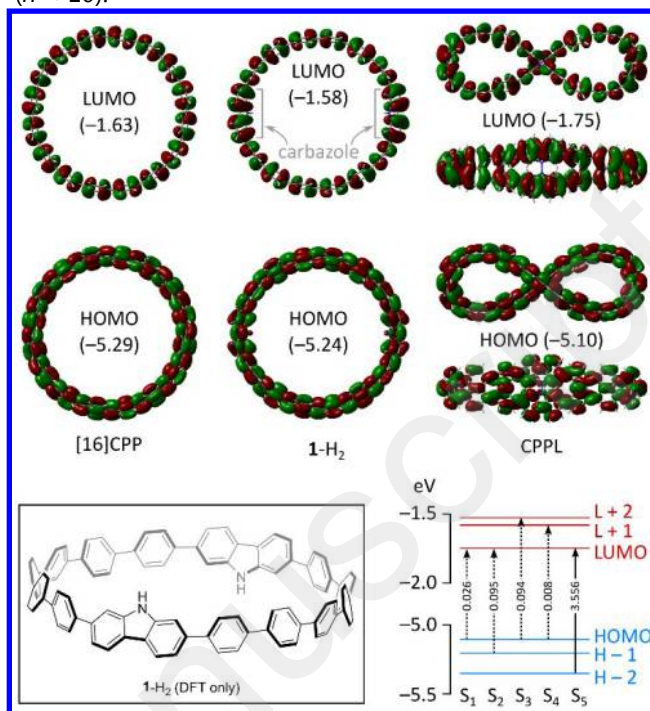 LUMO
(−1.63)
LUMO
(−1.58)
carbazole
LUMO (−1.75)
HOMO
(−5.29)
HOMO
(−5.24)
HOMO (−5.10)
[16]CPP
1-H2
CPPL
H
N
N
H
1-H2 (DFT only)
eV
−1.5
−2.0
−5.0
−5.5
L + 2
L + 1
LUMO
HOMO
H − 1
H − 2
0.026
0.095
0.094
0.008
3.556
S1 S2 S3 S4 S5